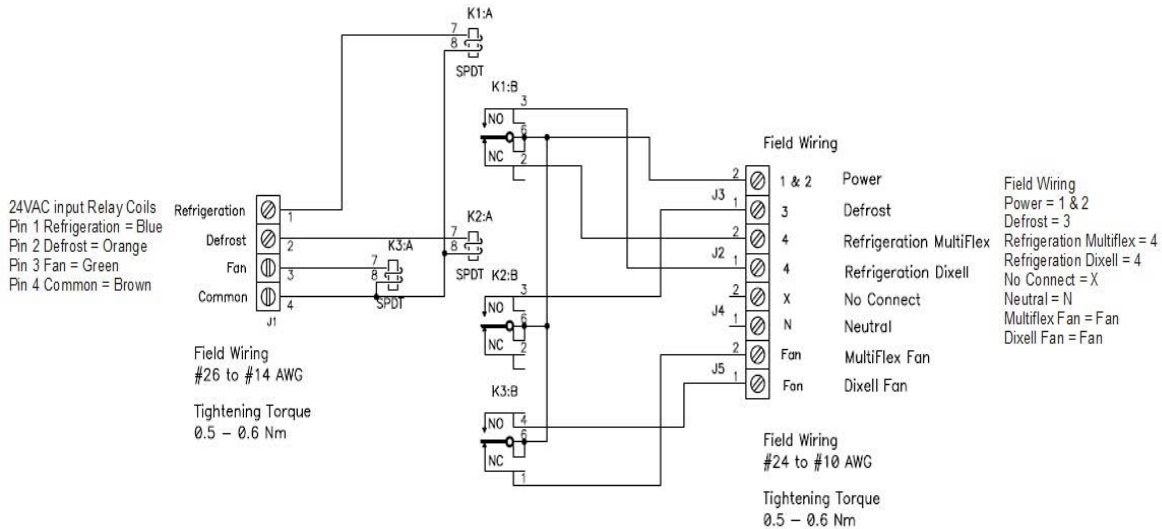 K1:A
7
8
SPDT
K1:B
3
NO
6
NC
2
24VAC input Relay Coils
Pin 1 Refrigeration = Blue
Pin 2 Defrost = Orange
Pin 3 Fan = Green
Pin 4 Common = Brown
Refrigeration 1
Defrost 2
Fan 3
Common 4
J1
Field Wiring
#26 to #14 AWG
Tightening Torque
0.5 – 0.6 Nm
K2:A
7
8
SPDT
K3:A
7
8
SPDT
K2:B
3
NO
6
NC
2
K3:B
4
NO
6
NC
1
Field Wiring
2 1 & 2 Power
J3
1 3 Defrost
2 4 Refrigeration MultiFlex
J2
1 4 Refrigeration Dixell
2 X No Connect
J4
1 N Neutral
2 Fan MultiFlex Fan
J5
1 Fan Dixell Fan
Field Wiring
#24 to #10 AWG
Tightening Torque
0.5 – 0.6 Nm
Field Wiring
Power = 1 & 2
Defrost = 3
Refrigeration Multiflex = 4
Refrigeration Dixell = 4
No Connect = X
Neutral = N
Multiflex Fan = Fan
Dixell Fan = Fan